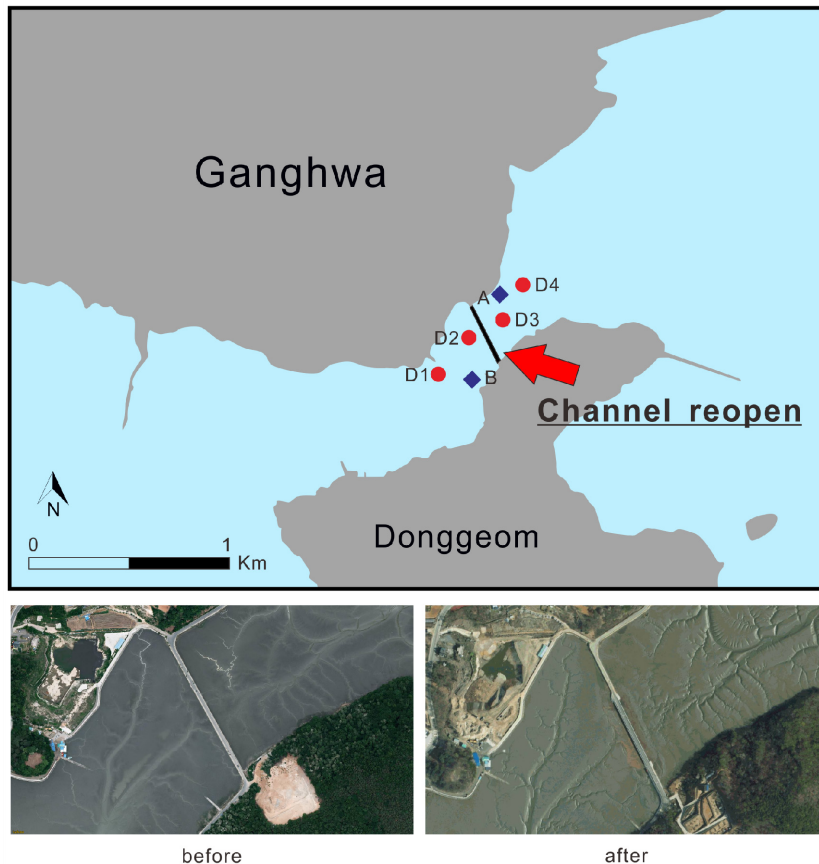 Ganghwa
D4
A
D3
D2
D1
B
Channel reopen
N
0 1
Km
Donggeom
before after